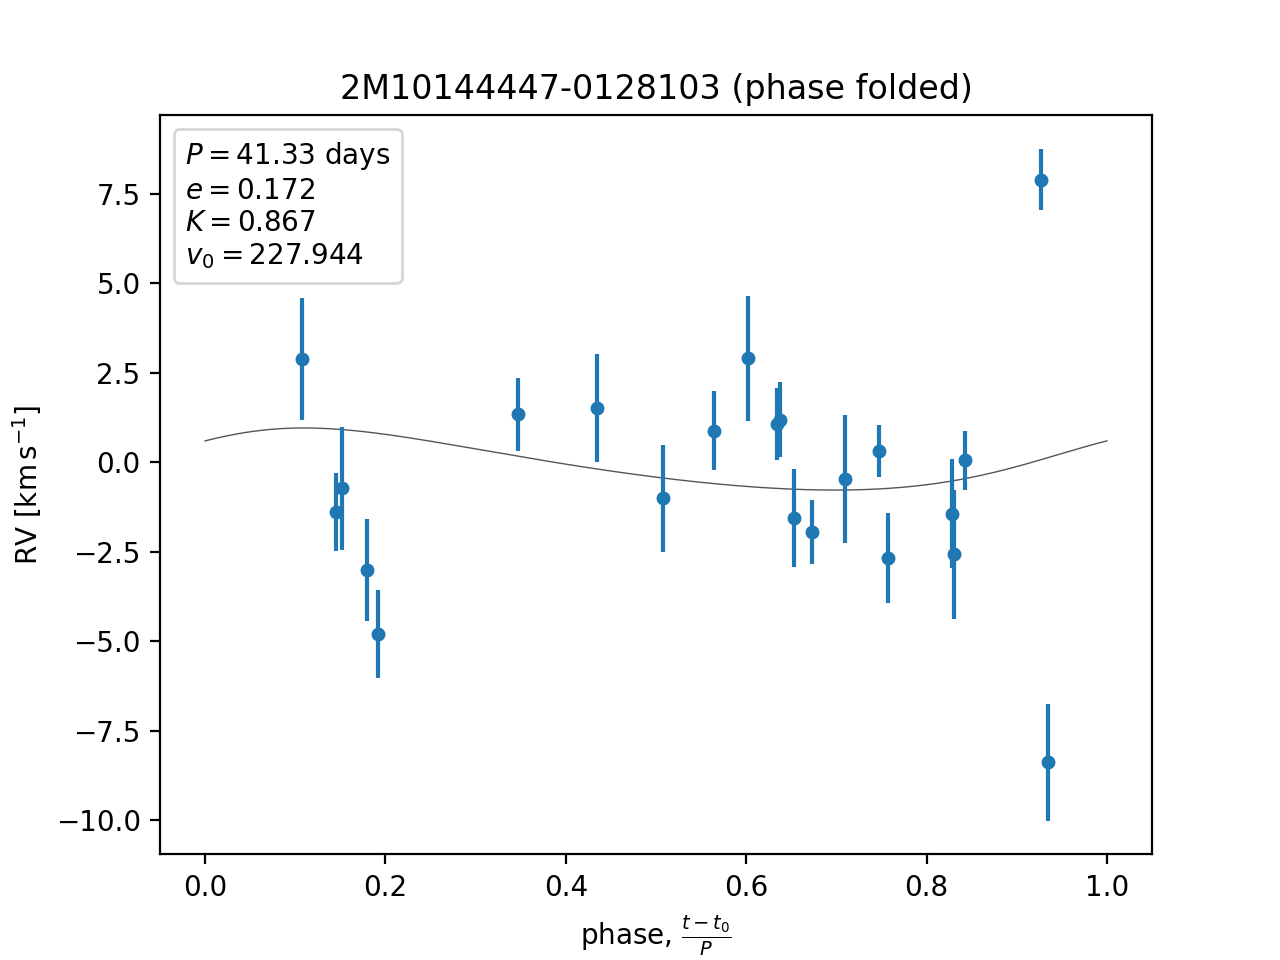 2M10144447-0128103 (phase folded)
P = 41.33 days
e = 0.172
K = 0.867
v₀ = 227.944
7.5
5.0
2.5
0.0
−2.5
−5.0
−7.5
−10.0
RV [km s⁻¹]
0.0 0.2 0.4 0.6 0.8 1.0
phase, (t − t₀)/P